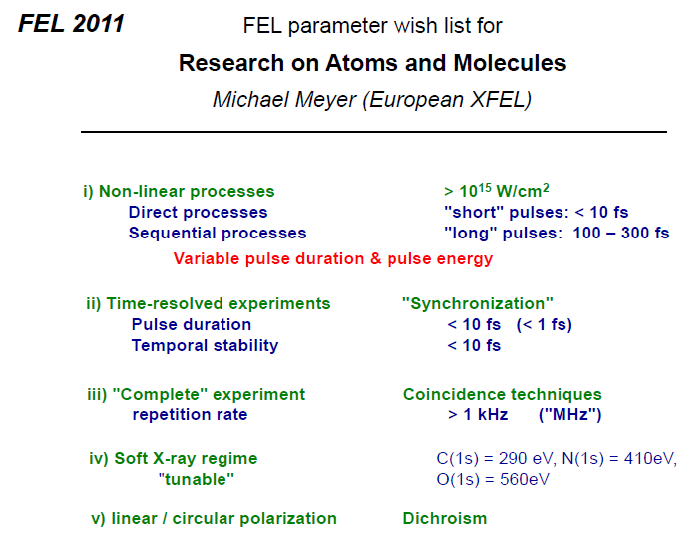 FEL 2011
FEL parameter wish list for
Research on Atoms and Molecules
Michael Meyer (European XFEL)
i) Non-linear processes > 10¹⁵ W/cm²
Direct processes "short" pulses: < 10 fs
Sequential processes "long" pulses: 100 – 300 fs
Variable pulse duration & pulse energy
ii) Time-resolved experiments "Synchronization"
Pulse duration < 10 fs (< 1 fs)
Temporal stability < 10 fs
iii) "Complete" experiment Coincidence techniques
repetition rate > 1 kHz ("MHz")
iv) Soft X-ray regime C(1s) = 290 eV, N(1s) = 410eV,
"tunable" O(1s) = 560eV
v) linear / circular polarization Dichroism